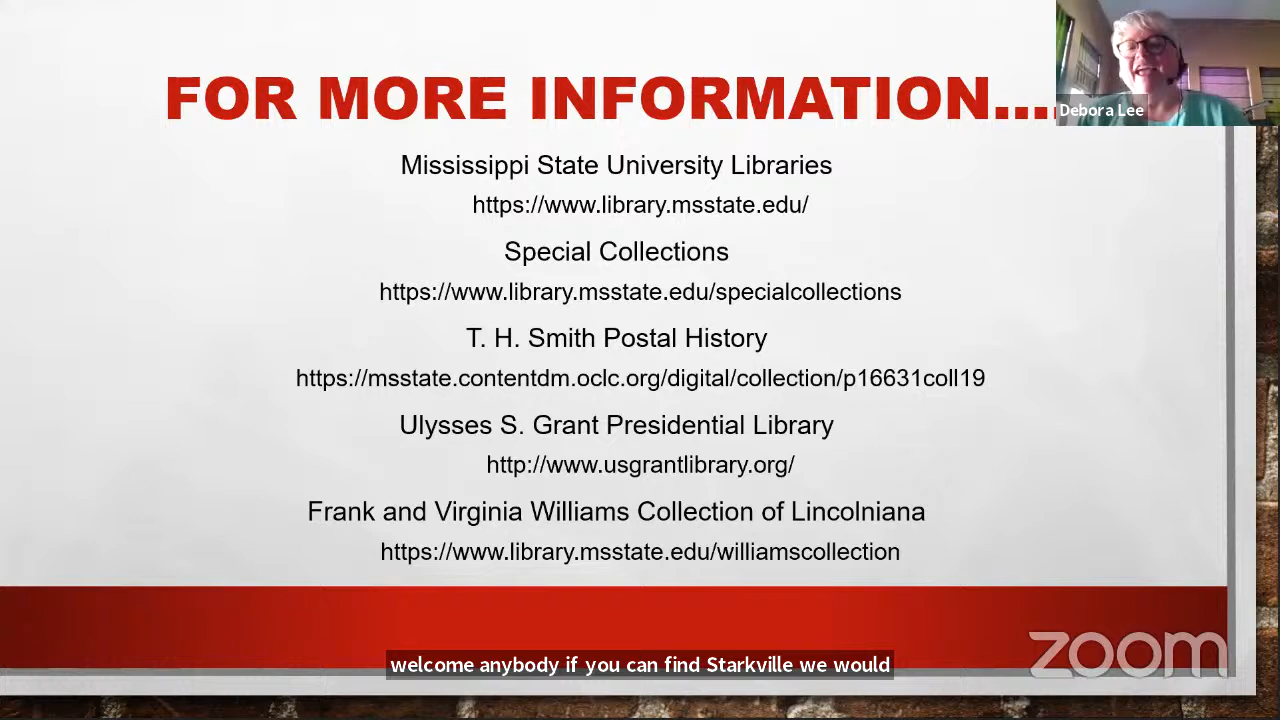 FOR MORE INFORMATION....
Debora Lee
Mississippi State University Libraries
https://www.library.msstate.edu/
Special Collections
https://www.library.msstate.edu/specialcollections
T. H. Smith Postal History
https://msstate.contentdm.oclc.org/digital/collection/p16631coll19
Ulysses S. Grant Presidential Library
http://www.usgrantlibrary.org/
Frank and Virginia Williams Collection of Lincolniana
https://www.library.msstate.edu/williamscollection
zoom
welcome anybody if you can find Starkville we would